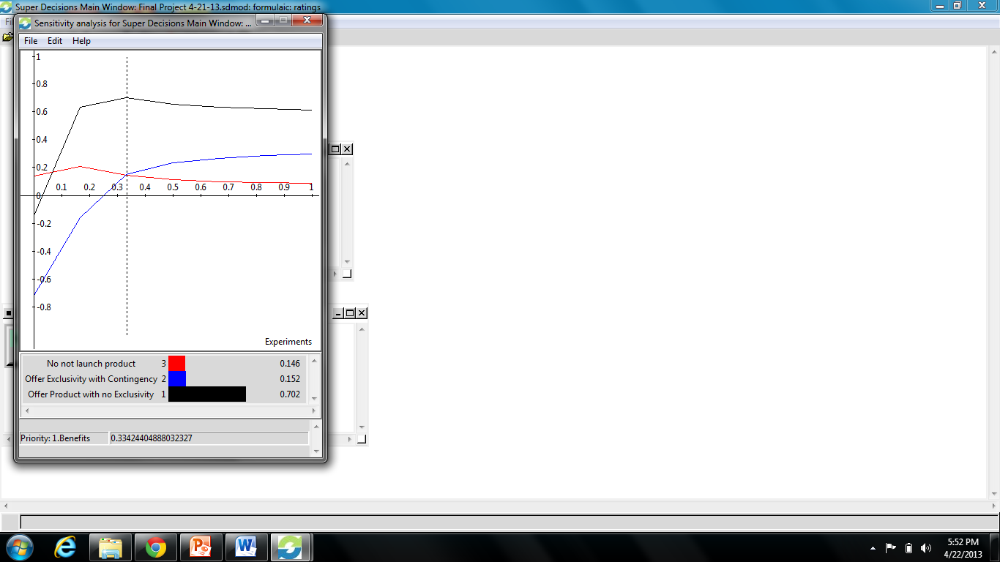 Super Decisions Main Window: Final Project 4-21-13.sdmod: formulaic: ratings
Sensitivity analysis for Super Decisions Main Window: ...
File Edit Help
1
0.8
0.6
0.4
0.2
0.1 0.2 0.3 0.4 0.5 0.6 0.7 0.8 0.9 1
0
-0.2
-0.4
-0.6
-0.8
Experiments
No not launch product 3 0.146
Offer Exclusivity with Contingency 2 0.152
Offer Product with no Exclusivity 1 0.702
Priority: 1.Benefits 0.33424404888032327
5:52 PM
4/22/2013